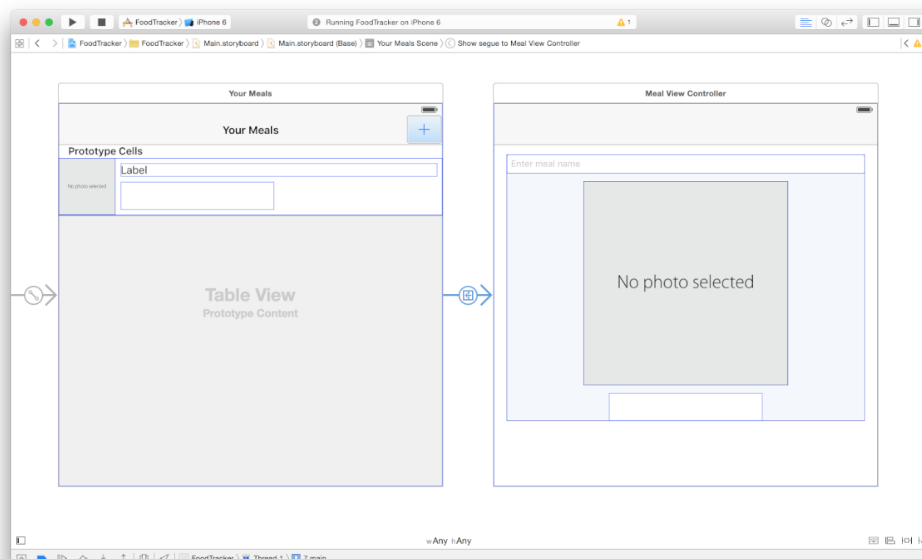 FoodTracker iPhone 6 Running FoodTracker on iPhone 6 1
FoodTracker FoodTracker Main.storyboard Main.storyboard (Base) Your Meals Scene Show segue to Meal View Controller
Your Meals
Your Meals
Prototype Cells
No photo selected
Label
Table View
Prototype Content
Meal View Controller
Enter meal name
No photo selected
wAny hAny
FoodTracker Thread 1 7 main